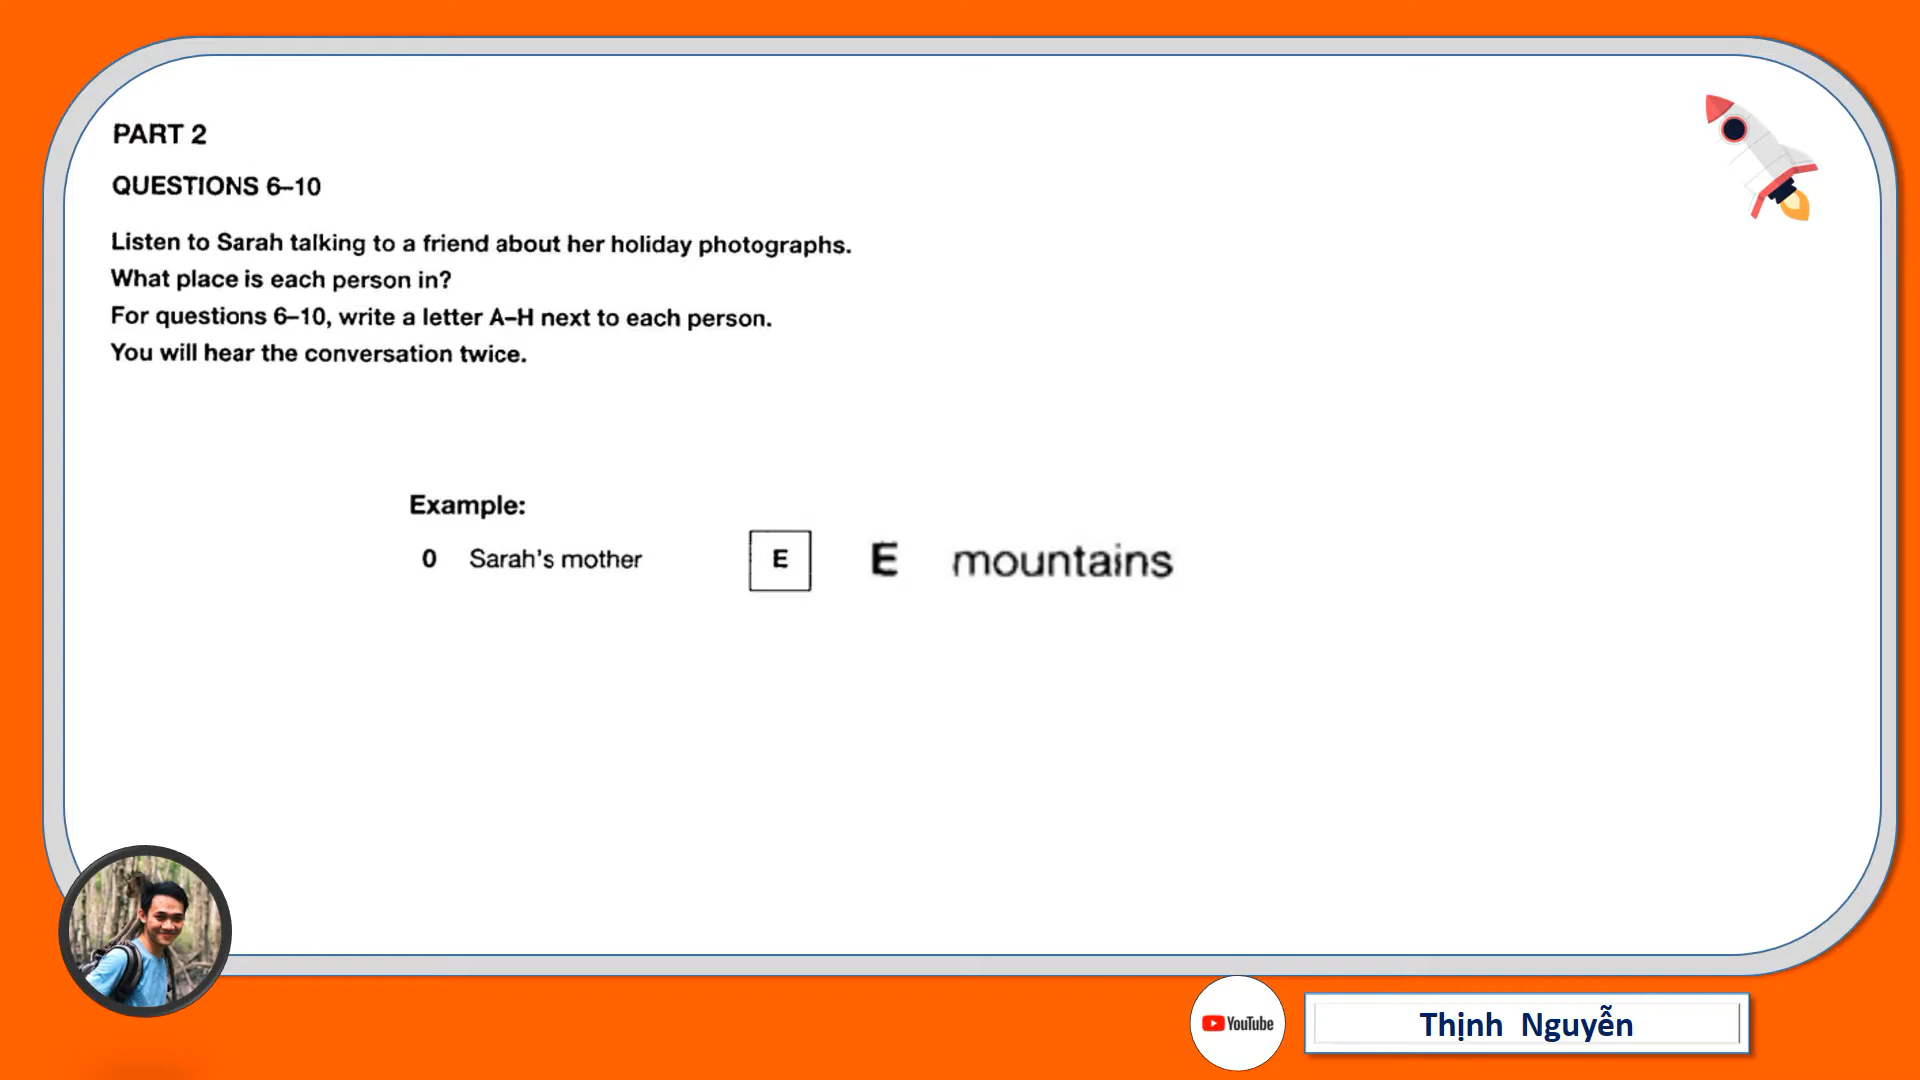 PART 2
QUESTIONS 6–10
Listen to Sarah talking to a friend about her holiday photographs.
What place is each person in?
For questions 6–10, write a letter A–H next to each person.
You will hear the conversation twice.
Example:
0 Sarah's mother E E mountains
YouTube
Thịnh Nguyễn